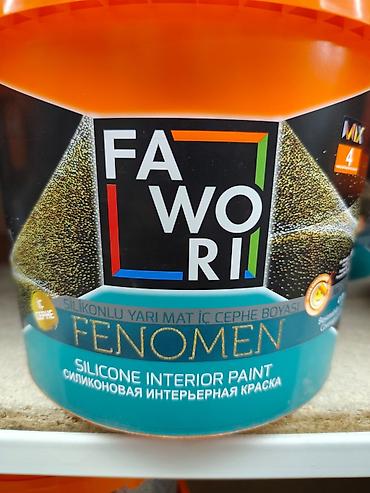 MIX
4
FA
WO
RI
İÇ
CEPHE
SİLİKONLU YARI MAT İÇ CEPHE BOYASI
FENOMEN
SILICONE INTERIOR PAINT
СИЛИКОНОВАЯ ИНТЕРЬЕРНАЯ КРАСКА